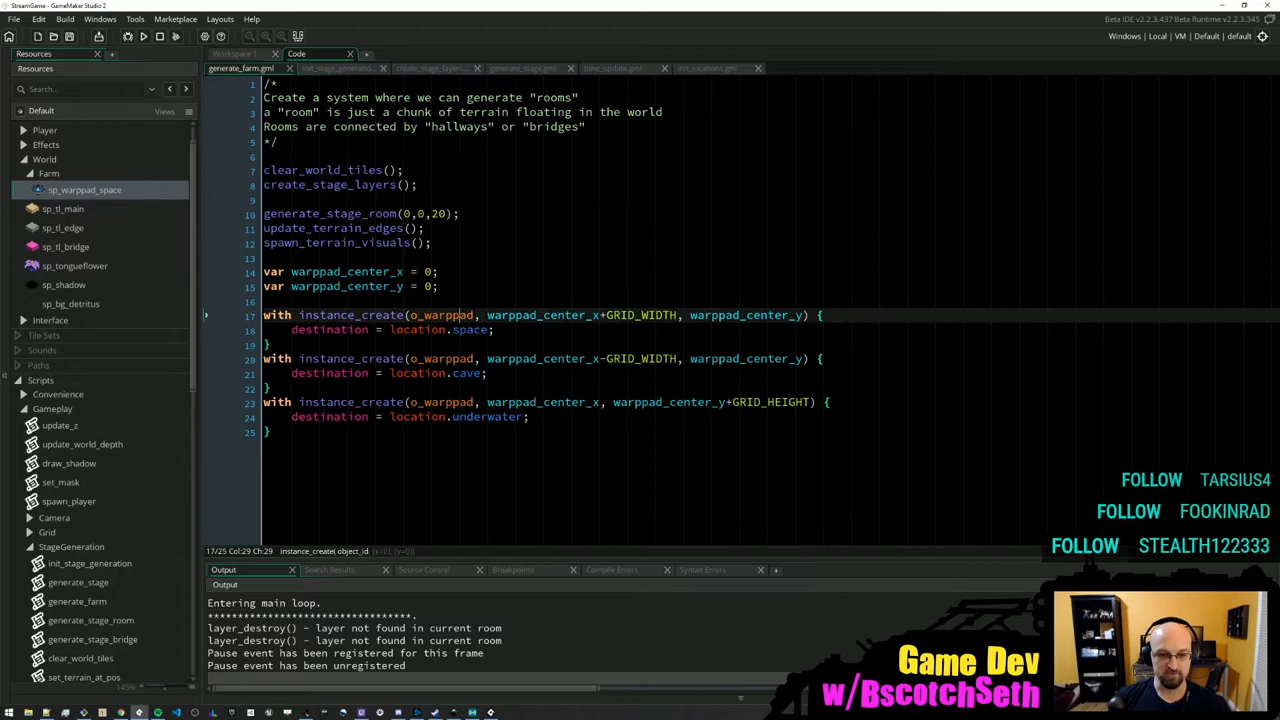 StreamGame - GameMaker Studio 2
File Edit Build Windows Tools Marketplace Layouts Help
Beta IDE v2.2.3.437 Beta Runtime v2.2.3.345
Windows | Local | VM | Default | default
Resources
Workspace 1
Code
Resources
generate_farm.gml
init_stage_generatio...
create_stage_layers...
generate_stage.gml
time_update.gml
init_locations.gml
Search...
Default
Views
Player
Effects
World
Farm
sp_warppad_space
sp_tl_main
sp_tl_edge
sp_tl_bridge
sp_tongueflower
sp_shadow
sp_bg_detritus
Interface
Tile Sets
Sounds
Paths
Scripts
Convenience
Gameplay
update_z
update_world_depth
draw_shadow
set_mask
spawn_player
Camera
Grid
StageGeneration
init_stage_generation
generate_stage
generate_farm
generate_stage_room
generate_stage_bridge
clear_world_tiles
set_terrain_at_pos
1 /*
2 Create a system where we can generate "rooms"
3 a "room" is just a chunk of terrain floating in the world
4 Rooms are connected by "hallways" or "bridges"
5 */
6
7 clear_world_tiles();
8 create_stage_layers();
9
10 generate_stage_room(0,0,20);
11 update_terrain_edges();
12 spawn_terrain_visuals();
13
14 var warppad_center_x = 0;
15 var warppad_center_y = 0;
16
17 with instance_create(o_warppad, warppad_center_x+GRID_WIDTH, warppad_center_y) {
18 destination = location.space;
19 }
20 with instance_create(o_warppad, warppad_center_x-GRID_WIDTH, warppad_center_y) {
21 destination = location.cave;
22 }
23 with instance_create(o_warppad, warppad_center_x, warppad_center_y+GRID_HEIGHT) {
24 destination = location.underwater;
25 }
145%
17/25 Col:29 Ch:29 instance_create( object_id, [x=0], [y=0])
Output
Search Results
Source Control
Breakpoints
Compile Errors
Syntax Errors
Output
Entering main loop.
**********************************.
layer_destroy() - layer not found in current room
layer_destroy() - layer not found in current room
Pause event has been registered for this frame
Pause event has been unregistered
FOLLOW TARSIUS4
FOLLOW FOOKINRAD
FOLLOW STEALTH122333
Game Dev
w/BscotchSeth